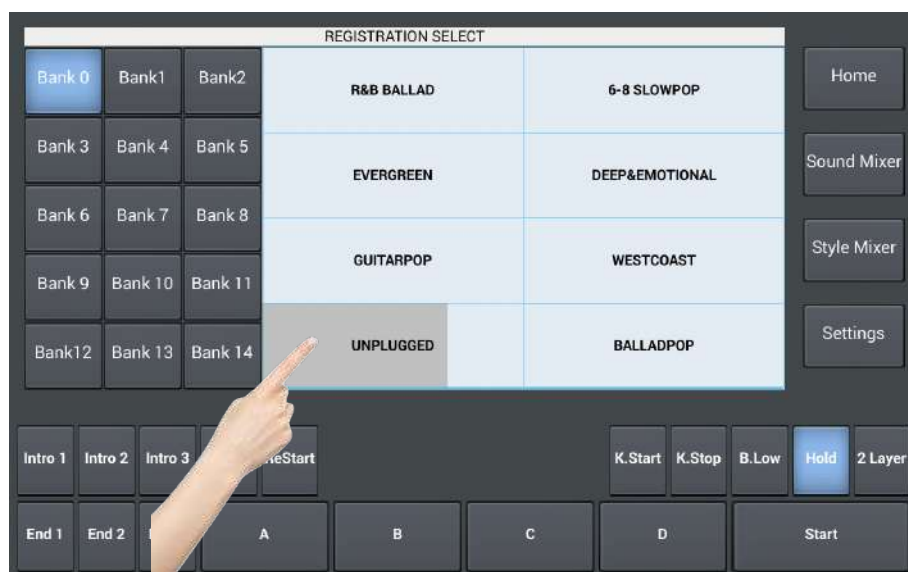 REGISTRATION SELECT
Bank 0 Bank1 Bank2
R&B BALLAD 6-8 SLOWPOP
Home
Bank 3 Bank 4 Bank 5
EVERGREEN DEEP&EMOTIONAL
Sound Mixer
Bank 6 Bank 7 Bank 8
GUITARPOP WESTCOAST
Style Mixer
Bank 9 Bank 10 Bank 11
UNPLUGGED BALLADPOP
Settings
Bank12 Bank 13 Bank 14
Intro 1 Intro 2 Intro 3 eStart K.Start K.Stop B.Low Hold 2 Layer
End 1 End 2 A B C D Start